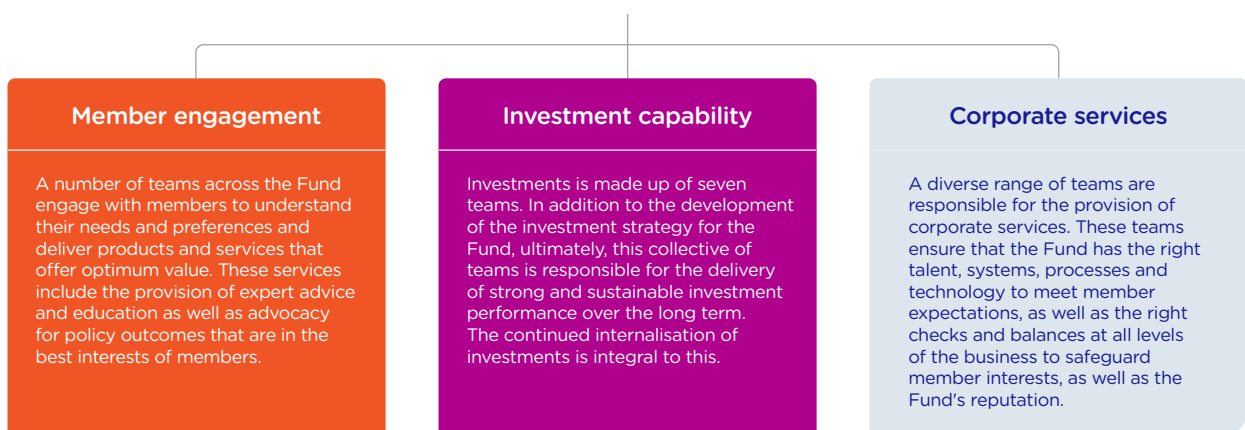 Member engagement
A number of teams across the Fund
engage with members to understand
their needs and preferences and
deliver products and services that
offer optimum value. These services
include the provision of expert advice
and education as well as advocacy
for policy outcomes that are in the
best interests of members.
Investment capability
Investments is made up of seven
teams. In addition to the development
of the investment strategy for the
Fund, ultimately, this collective of
teams is responsible for the delivery
of strong and sustainable investment
performance over the long term.
The continued internalisation of
investments is integral to this.
Corporate services
A diverse range of teams are
responsible for the provision of
corporate services. These teams
ensure that the Fund has the right
talent, systems, processes and
technology to meet member
expectations, as well as the right
checks and balances at all levels
of the business to safeguard
member interests, as well as the
Fund's reputation.